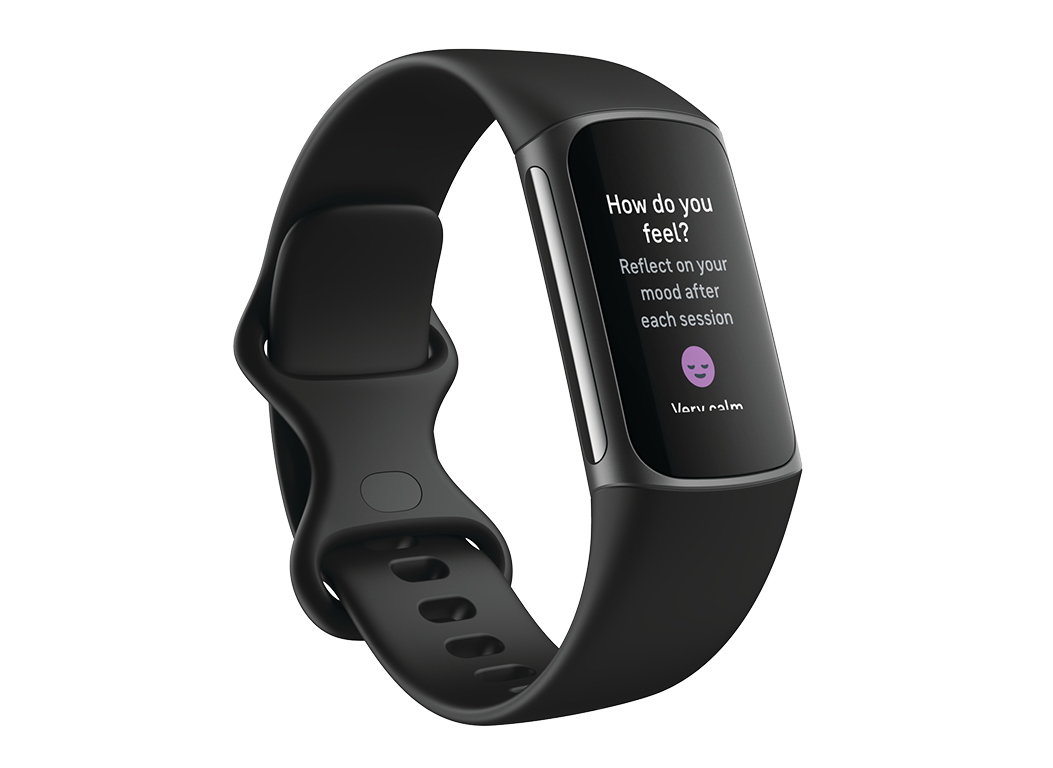 How do you
feel?
Reflect on your
mood after
each session
Very calm